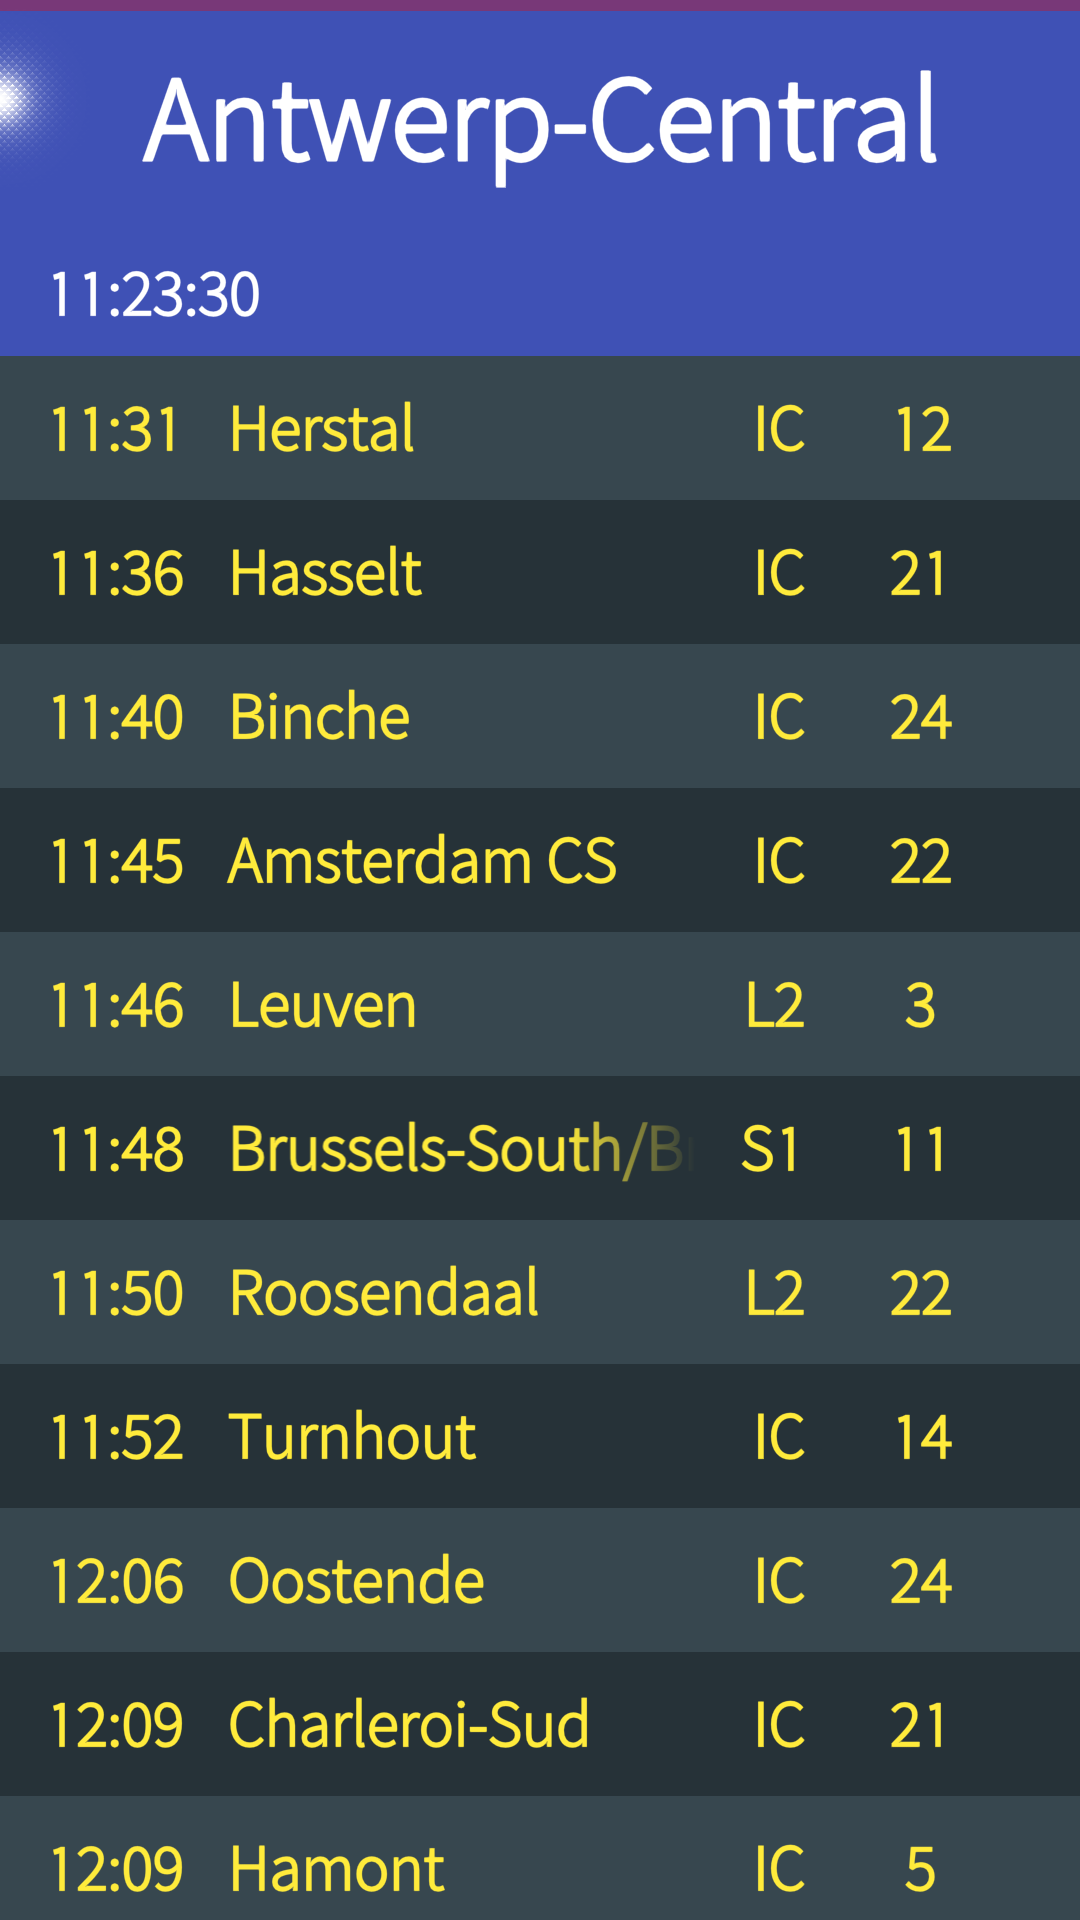 Antwerp-Central
11:23:30
11:31 Herstal IC 12
11:36 Hasselt IC 21
11:40 Binche IC 24
11:45 Amsterdam CS IC 22
11:46 Leuven L2 3
11:48 Brussels-South/ S1 11
11:50 Roosendaal L2 22
11:52 Turnhout IC 14
12:06 Oostende IC 24
12:09 Charleroi-Sud IC 21
12:09 Hamont IC 5